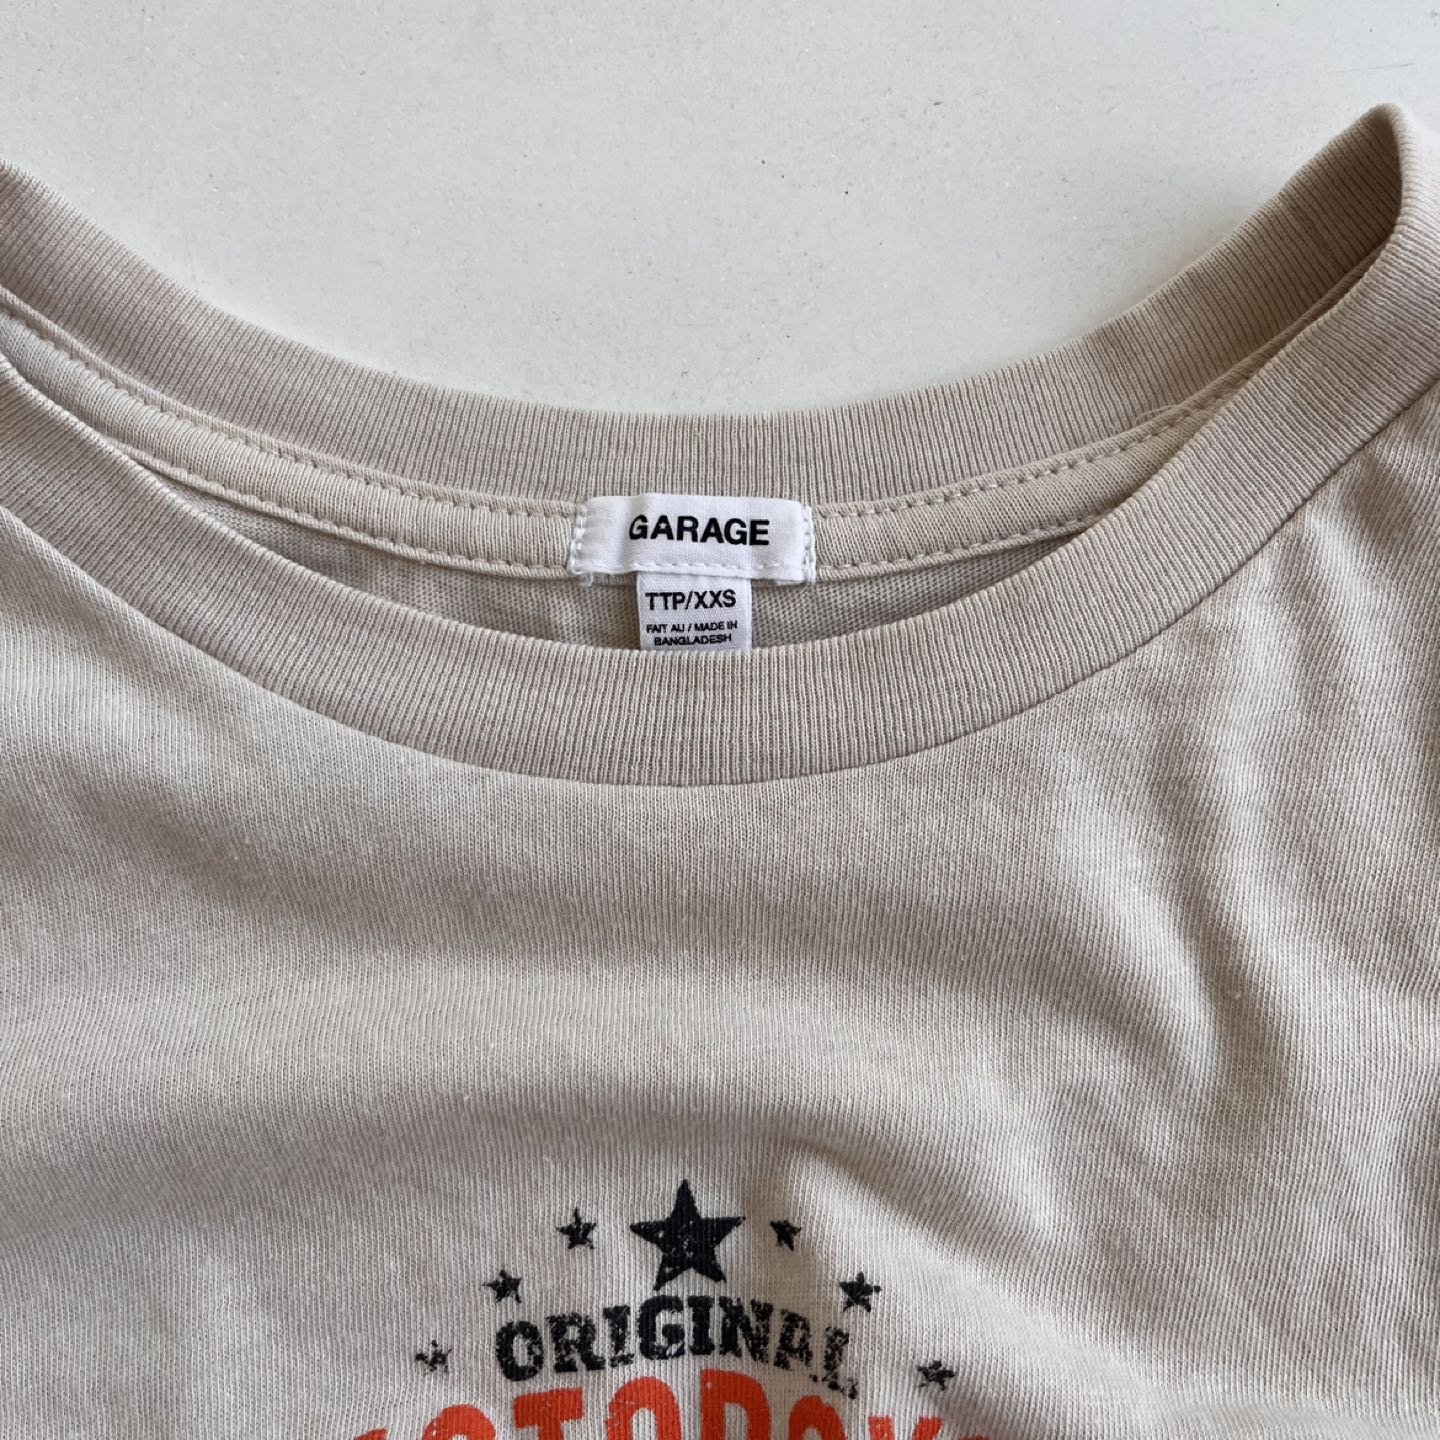 GARAGE
TTP/XXS
FAIT AU / MADE IN
BANGLADESH
ORIGINAL